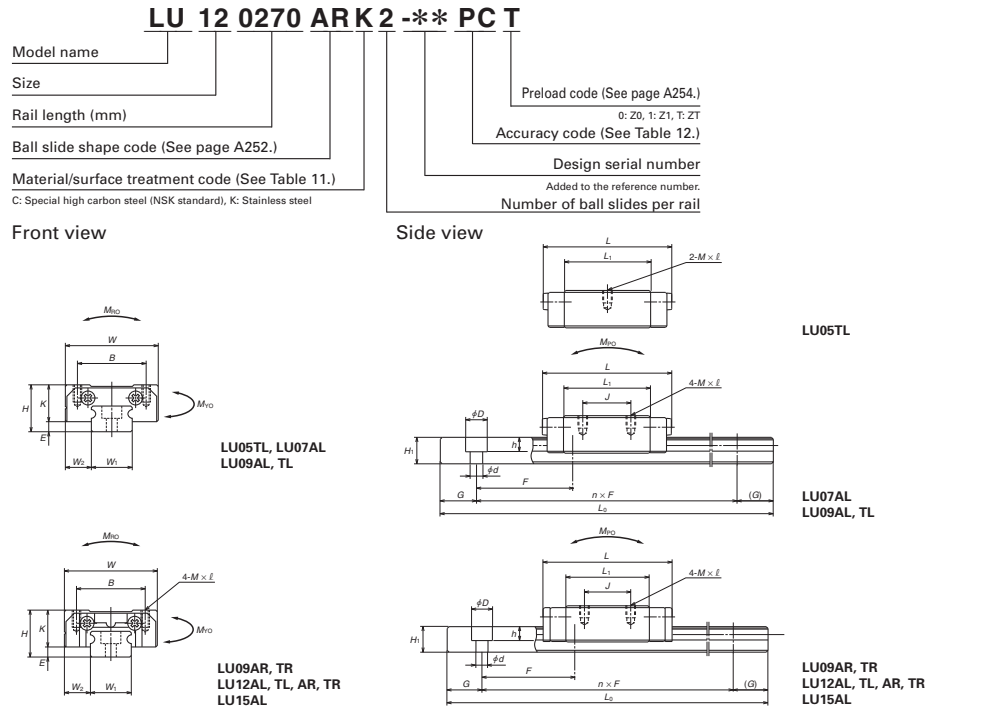 LU 12 0270 AR K 2 -** PC T
Model name
Size
Rail length (mm)
Ball slide shape code (See page A252.)
Material/surface treatment code (See Table 11.)
C: Special high carbon steel (NSK standard), K: Stainless steel
Preload code (See page A254.)
0: Z0, 1: Z1, T: ZT
Accuracy code (See Table 12.)
Design serial number
Added to the reference number.
Number of ball slides per rail
Front view
MRO
W
B
H
K
E
MYO
W2
W1
LU05TL, LU07AL
LU09AL, TL
MRO
W
4-M × ℓ
B
H
K
E
MYO
W2
W1
LU09AR, TR
LU12AL, TL, AR, TR
LU15AL
Side view
L
L1
2-M × ℓ
LU05TL
MPO
L
L1
4-M × ℓ
J
φD
H1
h
φd
F
G
n × F
(G)
L0
LU07AL
LU09AL, TL
MPO
L
L1
4-M × ℓ
J
φD
H1
h
φd
F
G
n × F
(G)
L0
LU09AR, TR
LU12AL, TL, AR, TR
LU15AL